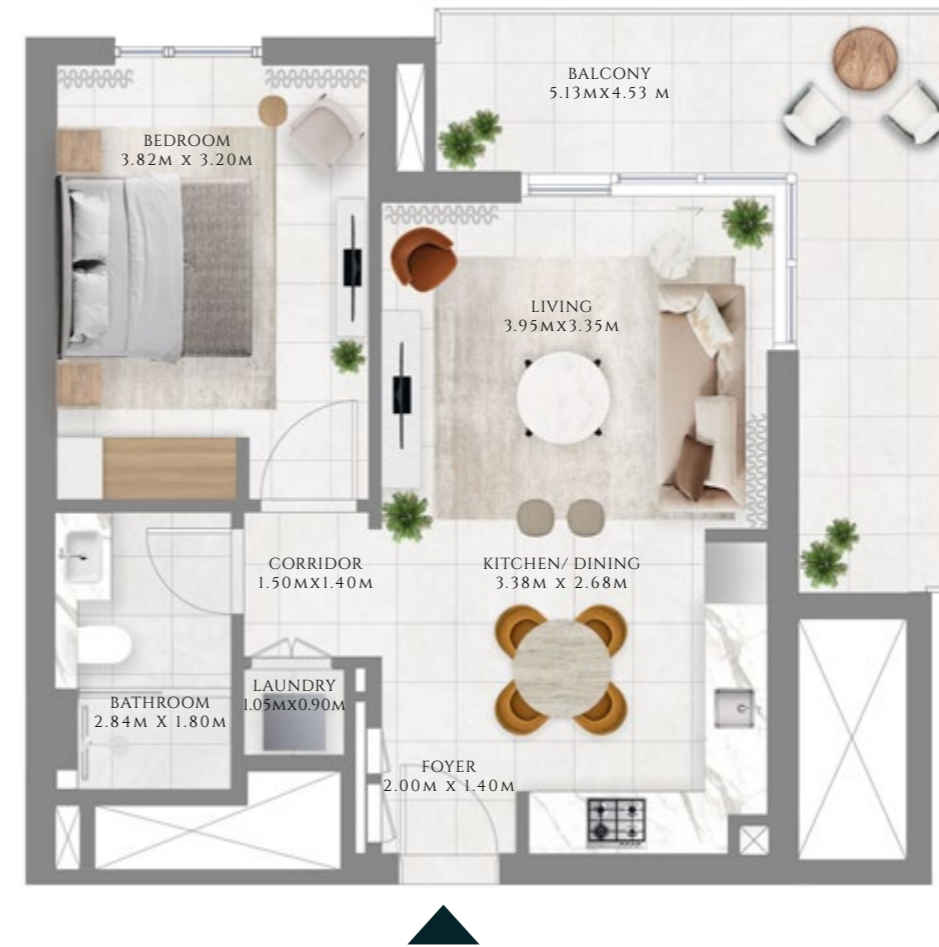 BALCONY
5.13MX4.53 M
BEDROOM
3.82M X 3.20M
LIVING
3.95MX3.35M
CORRIDOR
1.50MX1.40M
KITCHEN/ DINING
3.38M X 2.68M
LAUNDRY
1.05MX0.90M
BATHROOM
2.84M X 1.80M
FOYER
2.00M X 1.40M